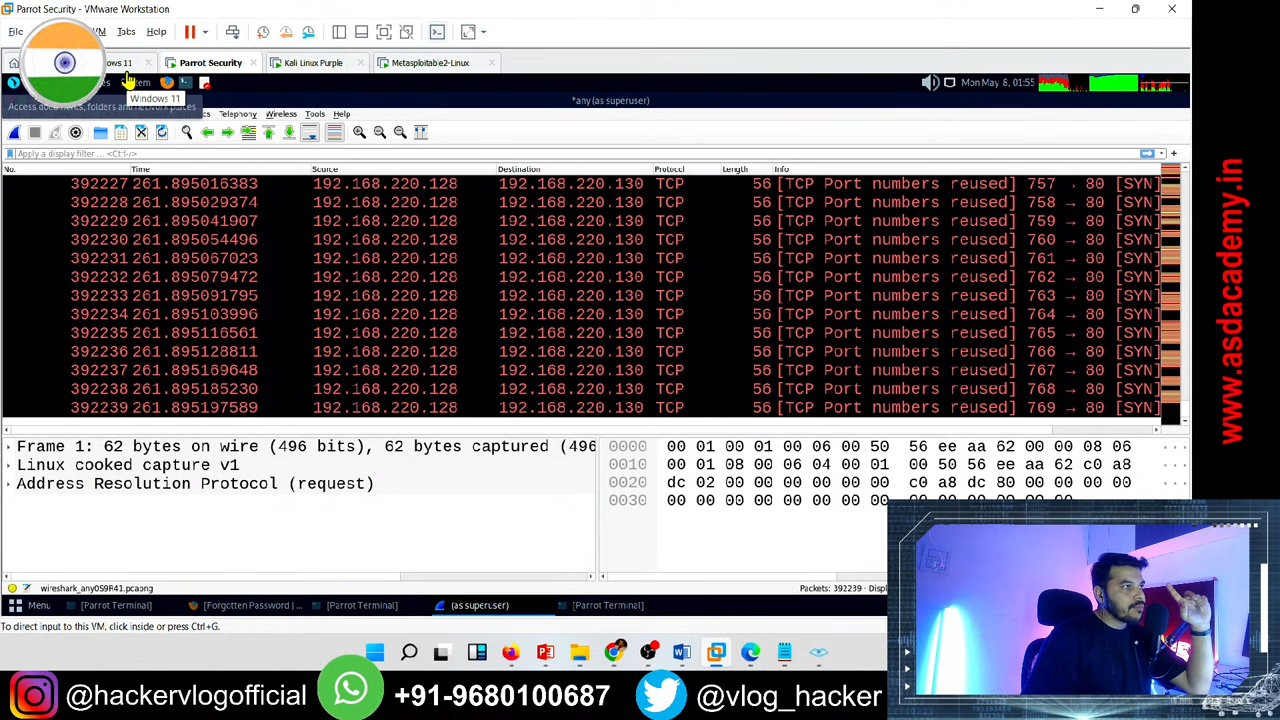 Parrot Security - VMware Workstation
File VM Tabs Help
ows 11 Parrot Security Kali Linux Purple Metasploitable2-Linux
Mon May 8, 01:55
Windows 11
*any (as superuser)
Telephony Wireless Tools Help
Apply a display filter ... <Ctrl-/>
No. Time Source Destination Protocol Length Info
392227 261.895016383 192.168.220.128 192.168.220.130 TCP 56 [TCP Port numbers reused] 757 → 80 [SYN]
392228 261.895029374 192.168.220.128 192.168.220.130 TCP 56 [TCP Port numbers reused] 758 → 80 [SYN]
392229 261.895041907 192.168.220.128 192.168.220.130 TCP 56 [TCP Port numbers reused] 759 → 80 [SYN]
392230 261.895054496 192.168.220.128 192.168.220.130 TCP 56 [TCP Port numbers reused] 760 → 80 [SYN]
392231 261.895067023 192.168.220.128 192.168.220.130 TCP 56 [TCP Port numbers reused] 761 → 80 [SYN]
392232 261.895079472 192.168.220.128 192.168.220.130 TCP 56 [TCP Port numbers reused] 762 → 80 [SYN]
392233 261.895091795 192.168.220.128 192.168.220.130 TCP 56 [TCP Port numbers reused] 763 → 80 [SYN]
392234 261.895103996 192.168.220.128 192.168.220.130 TCP 56 [TCP Port numbers reused] 764 → 80 [SYN]
392235 261.895116561 192.168.220.128 192.168.220.130 TCP 56 [TCP Port numbers reused] 765 → 80 [SYN]
392236 261.895128811 192.168.220.128 192.168.220.130 TCP 56 [TCP Port numbers reused] 766 → 80 [SYN]
392237 261.895169648 192.168.220.128 192.168.220.130 TCP 56 [TCP Port numbers reused] 767 → 80 [SYN]
392238 261.895185230 192.168.220.128 192.168.220.130 TCP 56 [TCP Port numbers reused] 768 → 80 [SYN]
392239 261.895197589 192.168.220.128 192.168.220.130 TCP 56 [TCP Port numbers reused] 769 → 80 [SYN]
Frame 1: 62 bytes on wire (496 bits), 62 bytes captured (496
Linux cooked capture v1
Address Resolution Protocol (request)
0000 00 01 00 01 00 06 00 50 56 ee aa 62 00 00 08 06 ···
0010 00 01 08 00 06 04 00 01 00 50 56 ee aa 62 c0 a8 ···
0020 dc 02 00 00 00 00 00 00 c0 a8 dc 80 00 00 00 00 ···
0030 00 00 00 00 00 00 00 00 00 00 00 00 00 00
Packets: 392239
Menu [Parrot Terminal] [Forgotten Password | ... [Parrot Terminal] (as superuser) [Parrot Terminal]
To direct input to this VM, click inside or press Ctrl+G.
www.asdacademy.in
@hackervlogofficial +91-9680100687 @vlog_hacker